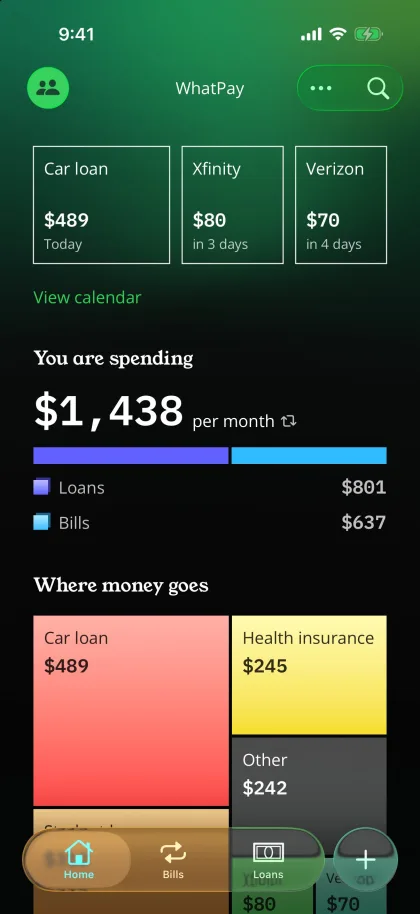 9:41
WhatPay
Car loan
$489
Today
Xfinity
$80
in 3 days
Verizon
$70
in 4 days
View calendar
You are spending
$1,438 per month
Loans $801
Bills $637
Where money goes
Car loan
$489
Health insurance
$245
Other
$242
Home
Bills
Loans
$80
$70